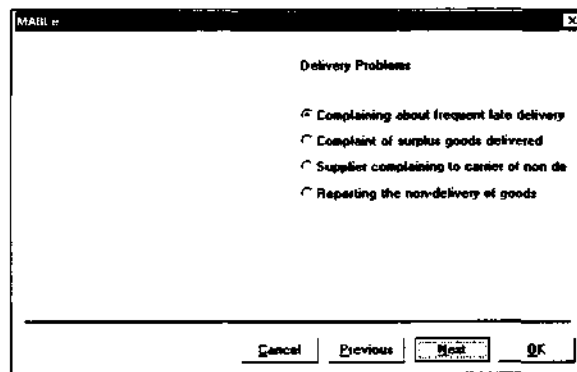 MABLe
Delivery Problems
Complaining about frequent late delivery
Complaint of surplus goods delivered
Supplier complaining to carrier of non de
Reporting the non-delivery of goods
Cancel Previous Next OK